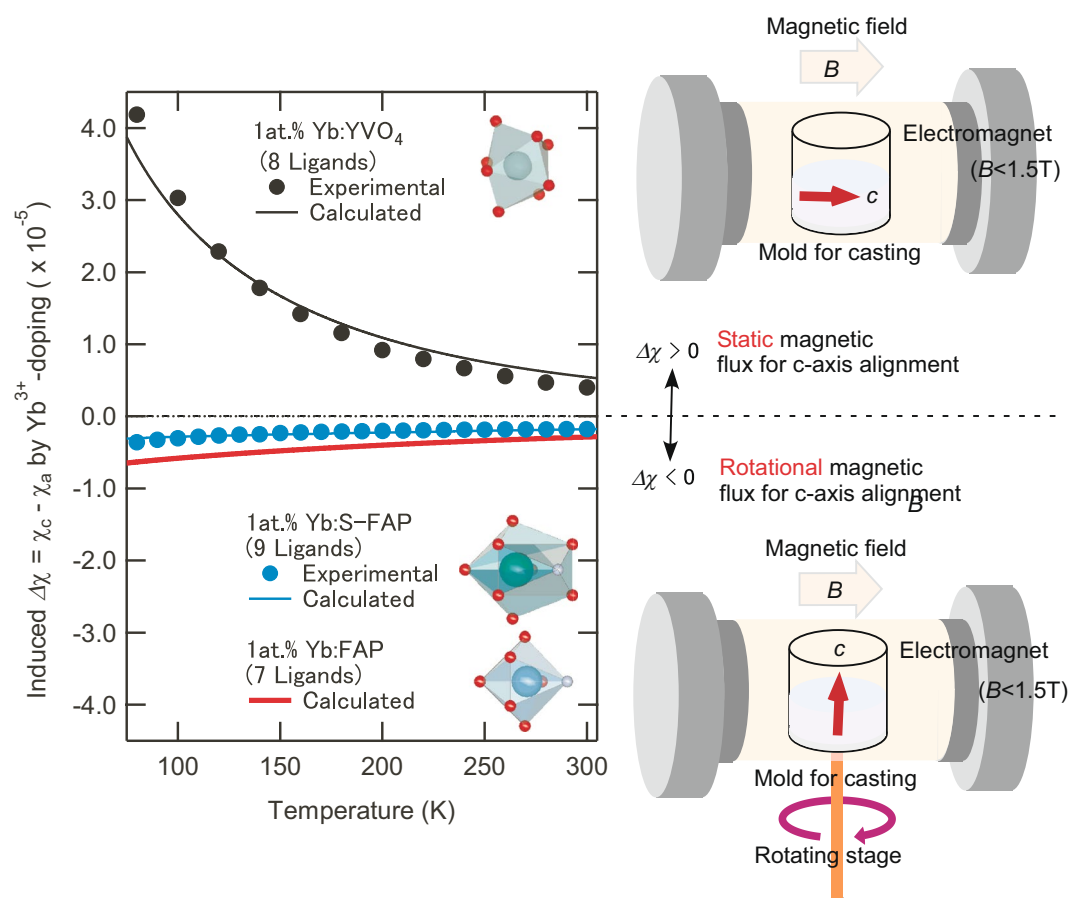 Induced Δχ = χc - χa by Yb3+ -doping ( x 10-5)
4.0
3.0
2.0
1.0
0.0
-1.0
-2.0
-3.0
-4.0
1at.% Yb:YVO4
(8 Ligands)
Experimental
Calculated
1at.% Yb:S-FAP
(9 Ligands)
Experimental
Calculated
1at.% Yb:FAP
(7 Ligands)
Calculated
100
150
200
250
300
Temperature (K)
Magnetic field
B
Electromagnet
(B<1.5T)
c
Mold for casting
Δχ > 0
Static magnetic
flux for c-axis alignment
Δχ < 0
Rotational magnetic
flux for c-axis alignment
B
Magnetic field
B
c
Electromagnet
(B<1.5T)
Mold for casting
Rotating stage